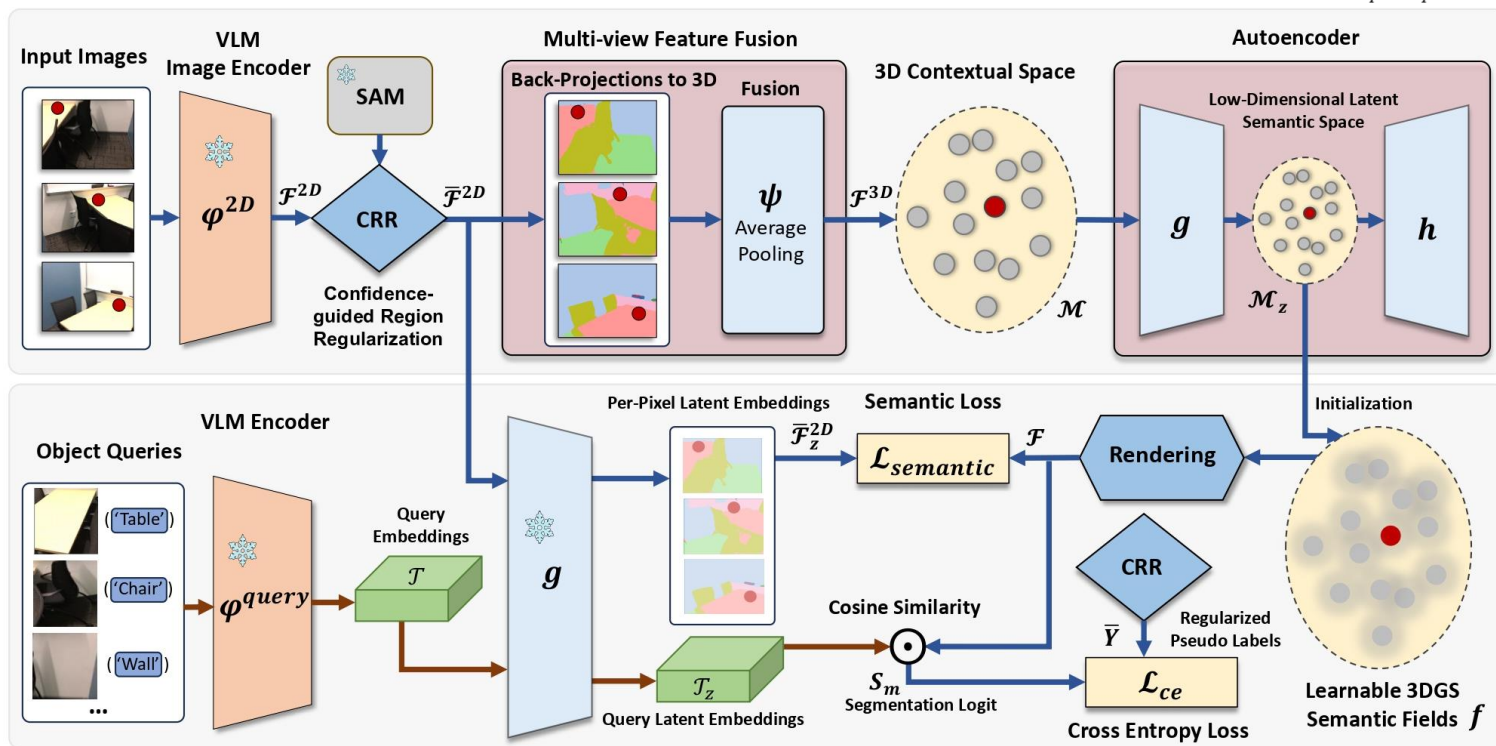 Input Images
VLM
Image Encoder
SAM
Multi-view Feature Fusion
Back-Projections to 3D
Fusion
3D Contextual Space
Autoencoder
Low-Dimensional Latent
Semantic Space
φ^{2D}
ℱ^{2D}
CRR
ℱ̅^{2D}
ψ
Average
Pooling
ℱ^{3D}
ℳ
g
ℳ_z
h
Confidence-
guided Region
Regularization
Object Queries
VLM Encoder
Per-Pixel Latent Embeddings
Semantic Loss
Initialization
ℱ̅_z^{2D}
ℒ_{semantic}
ℱ
Rendering
('Table')
('Chair')
('Wall')
...
φ^{query}
Query
Embeddings
𝒯
g
CRR
Cosine Similarity
Y̅
Regularized
Pseudo Labels
𝒯_z
Query Latent Embeddings
S_m
Segmentation Logit
ℒ_{ce}
Cross Entropy Loss
Learnable 3DGS
Semantic Fields f